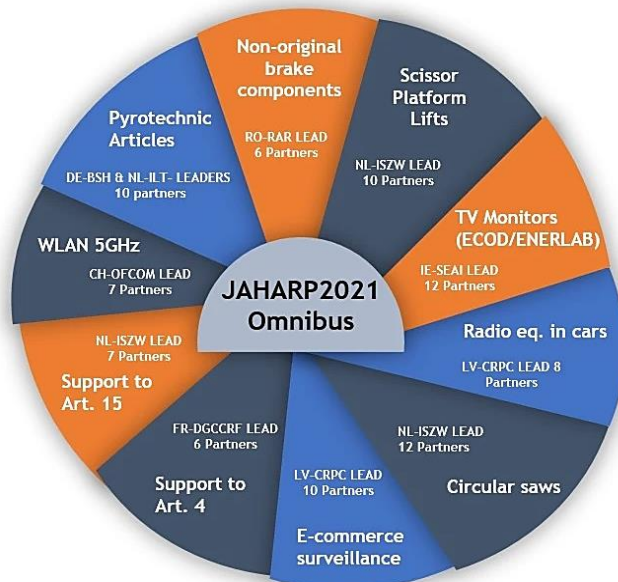 Non-original
brake
components
RO-RAR LEAD
6 Partners
Scissor
Platform
Lifts
NL-ISZW LEAD
10 Partners
TV Monitors
(ECOD/ENERLAB)
IE-SEAI LEAD
12 Partners
Radio eq. in cars
LV-CRPC LEAD 8
Partners
NL-ISZW LEAD
12 Partners
Circular saws
LV-CRPC LEAD
10 Partners
E-commerce
surveillance
FR-DGCCRF LEAD
6 Partners
Support to
Art. 4
NL-ISZW LEAD
7 Partners
Support to
Art. 15
WLAN 5GHz
CH-OFCOM LEAD
7 Partners
Pyrotechnic
Articles
DE-BSH & NL-ILT- LEADERS
10 partners
JAHARP2021
Omnibus